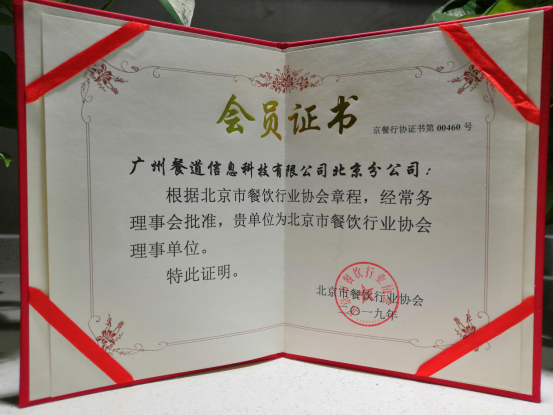 会员证书
京餐行协证书第 00460 号
广州餐道信息科技有限公司北京分公司：
根据北京市餐饮行业协会章程，经常务
理事会批准，贵单位为北京市餐饮行业协会
理事单位。
特此证明。
北京市餐饮行业协会
二〇一九年